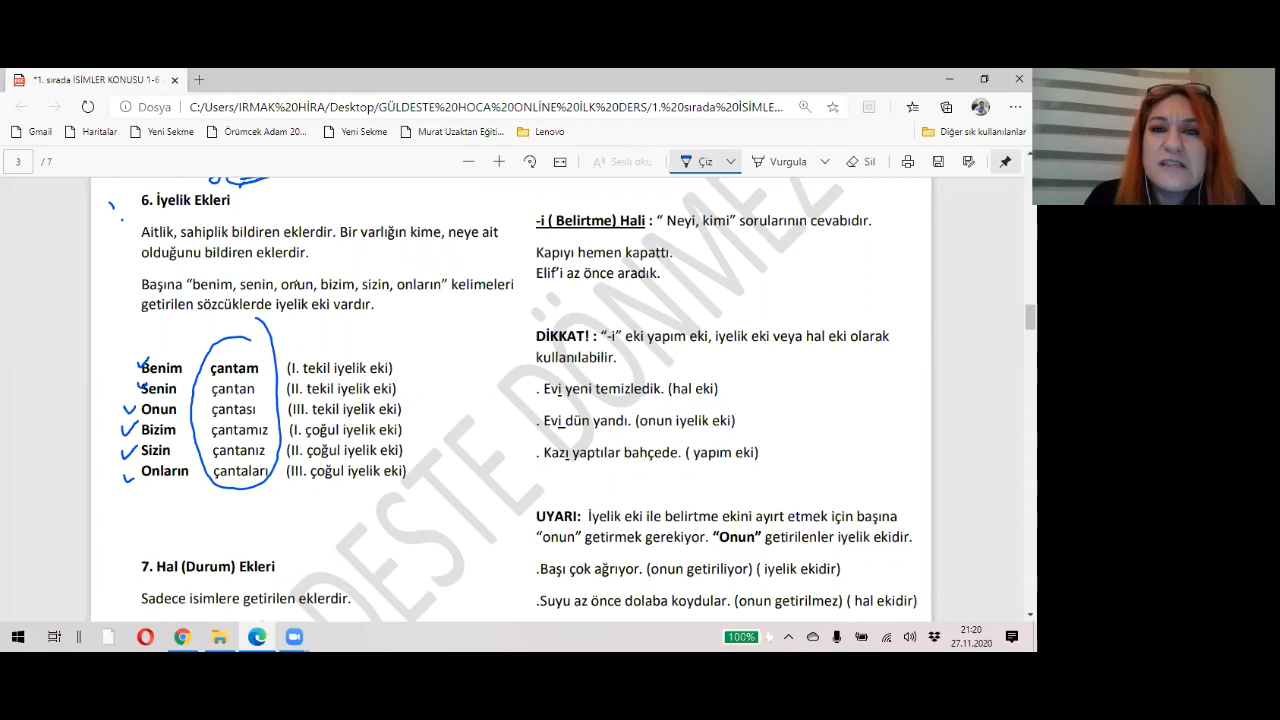 *1. sırada İSİMLER KONUSU 1-6
Dosya
C:/Users/IRMAK%20HİRA/Desktop/GÜLDESTE%20HOCA%20ONLİNE%20İLK%20DERS/1.%20sırada%20İSİMLE...
Gmail
Haritalar
Yeni Sekme
Örümcek Adam 20...
Yeni Sekme
Murat Uzaktan Eğiti...
Lenovo
Diğer sık kullanılanlar
3 / 7
Sesli oku
Çiz
Vurgula
Sil
6. İyelik Ekleri
Aitlik, sahiplik bildiren eklerdir. Bir varlığın kime, neye ait
olduğunu bildiren eklerdir.
Başına “benim, senin, onun, bizim, sizin, onların” kelimeleri
getirilen sözcüklerde iyelik eki vardır.
Benim çantam (I. tekil iyelik eki)
Senin çantan (II. tekil iyelik eki)
Onun çantası (III. tekil iyelik eki)
Bizim çantamız (I. çoğul iyelik eki)
Sizin çantanız (II. çoğul iyelik eki)
Onların çantaları (III. çoğul iyelik eki)
7. Hal (Durum) Ekleri
Sadece isimlere getirilen eklerdir.
-i ( Belirtme) Hali : “ Neyi, kimi” sorularının cevabıdır.
Kapıyı hemen kapattı.
Elif’i az önce aradık.
DİKKAT! : “-i” eki yapım eki, iyelik eki veya hal eki olarak
kullanılabilir.
. Evi yeni temizledik. (hal eki)
. Evi dün yandı. (onun iyelik eki)
. Kazı yaptılar bahçede. ( yapım eki)
UYARI: İyelik eki ile belirtme ekini ayırt etmek için başına
“onun” getirmek gerekiyor. “Onun” getirilenler iyelik ekidir.
.Başı çok ağrıyor. (onun getiriliyor) ( iyelik ekidir)
.Suyu az önce dolaba koydular. (onun getirilmez) ( hal ekidir)
DESTE DÖNMEZ
100%
21:20
27.11.2020